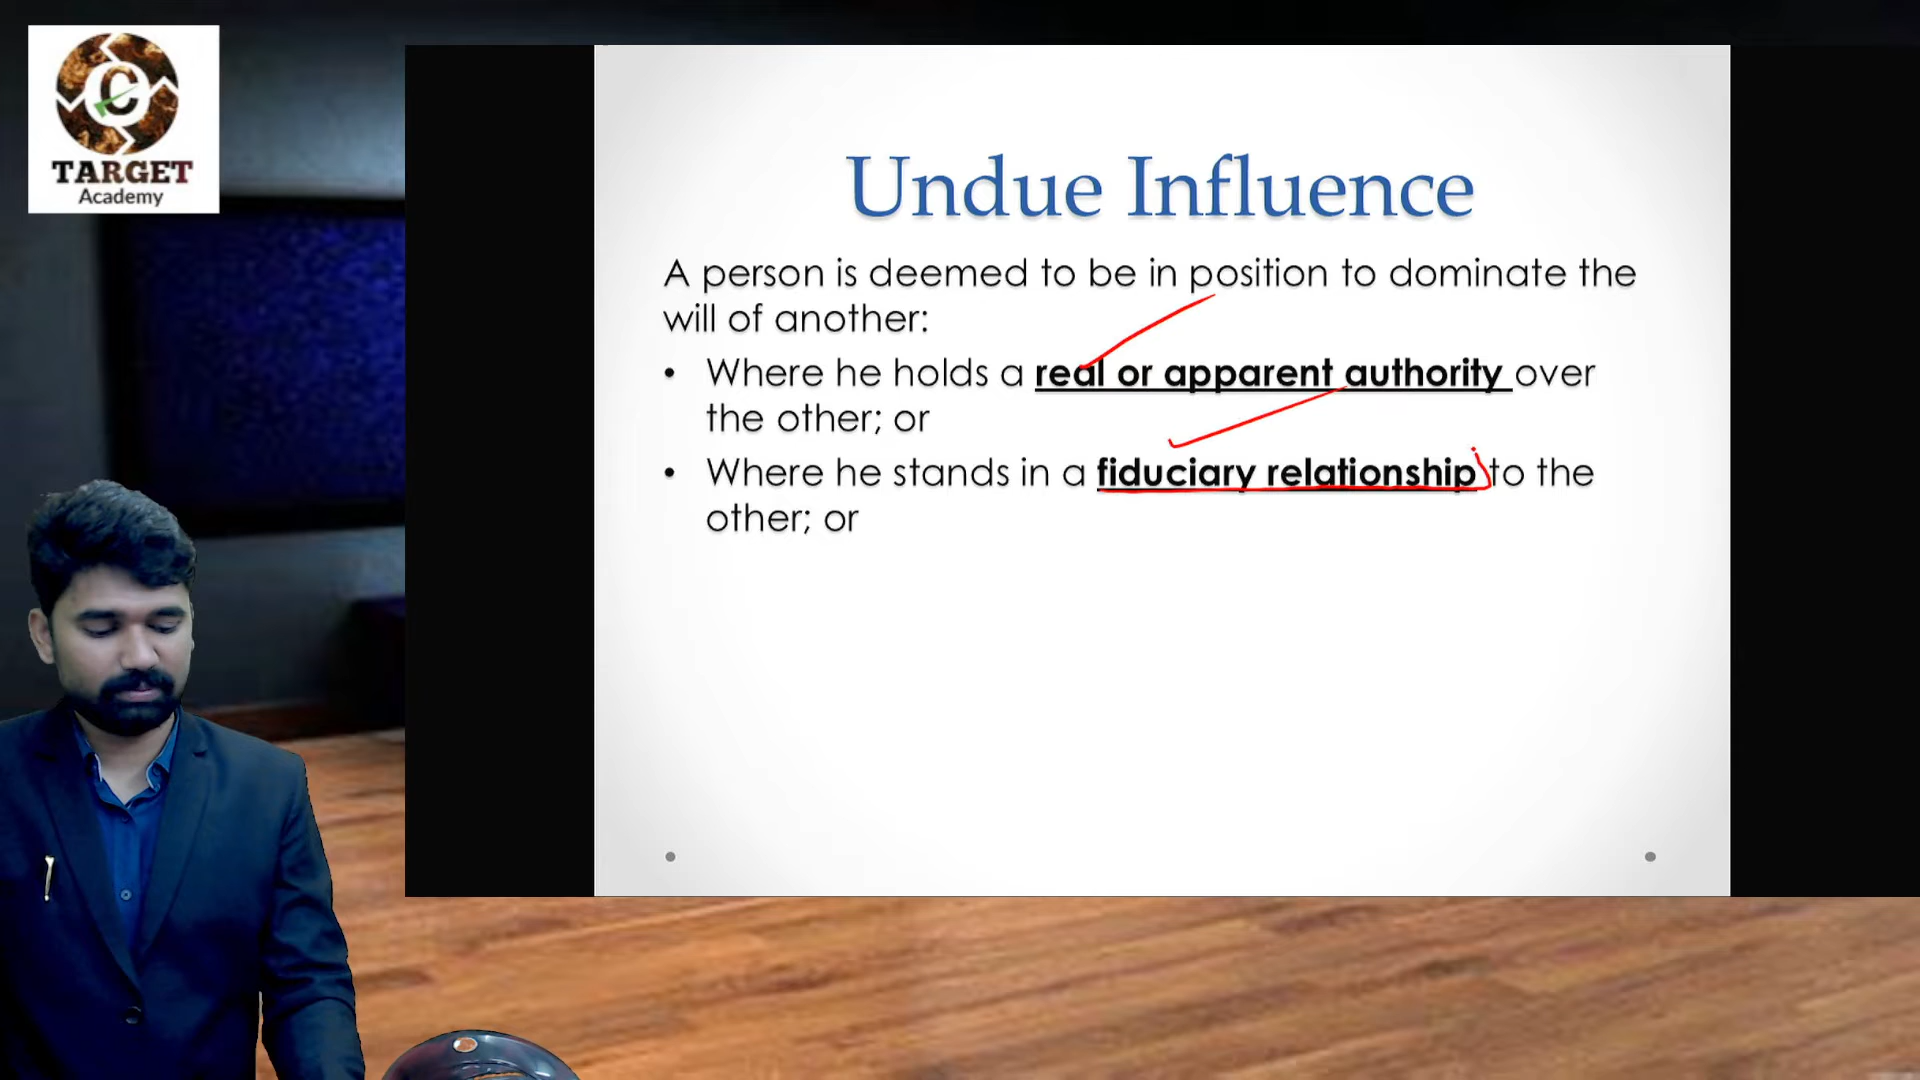 C
TARGET
Academy
Undue Influence
A person is deemed to be in position to dominate the
will of another:
• Where he holds a real or apparent authority over
the other; or
• Where he stands in a fiduciary relationship to the
other; or